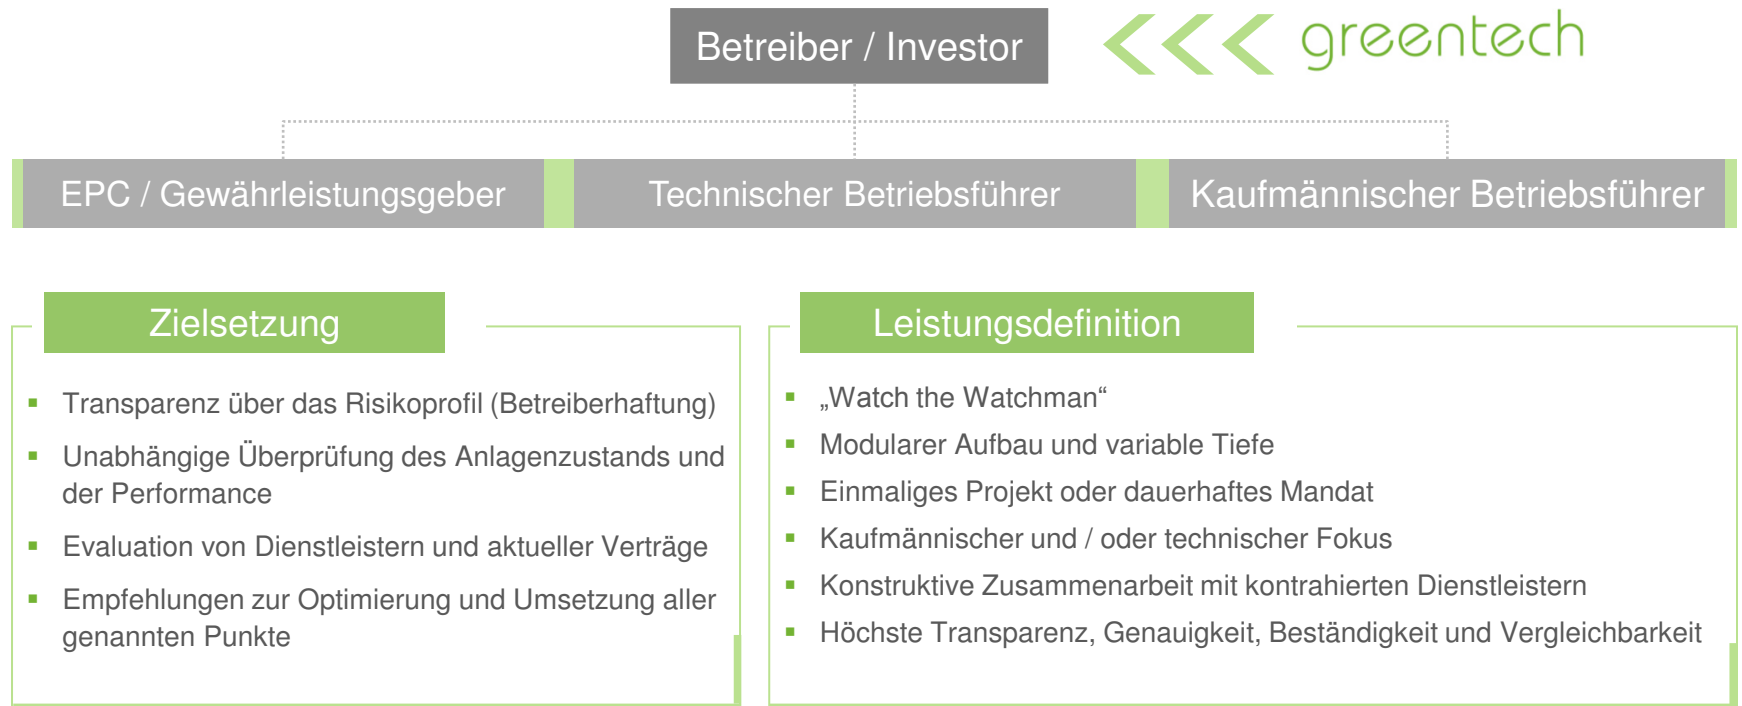 Betreiber / Investor
greentech
EPC / Gewährleistungsgeber
Technischer Betriebsführer
Kaufmännischer Betriebsführer
Zielsetzung
Transparenz über das Risikoprofil (Betreiberhaftung)
Unabhängige Überprüfung des Anlagenzustands und
der Performance
Evaluation von Dienstleistern und aktueller Verträge
Empfehlungen zur Optimierung und Umsetzung aller
genannten Punkte
Leistungsdefinition
„Watch the Watchman“
Modularer Aufbau und variable Tiefe
Einmaliges Projekt oder dauerhaftes Mandat
Kaufmännischer und / oder technischer Fokus
Konstruktive Zusammenarbeit mit kontrahierten Dienstleistern
Höchste Transparenz, Genauigkeit, Beständigkeit und Vergleichbarkeit